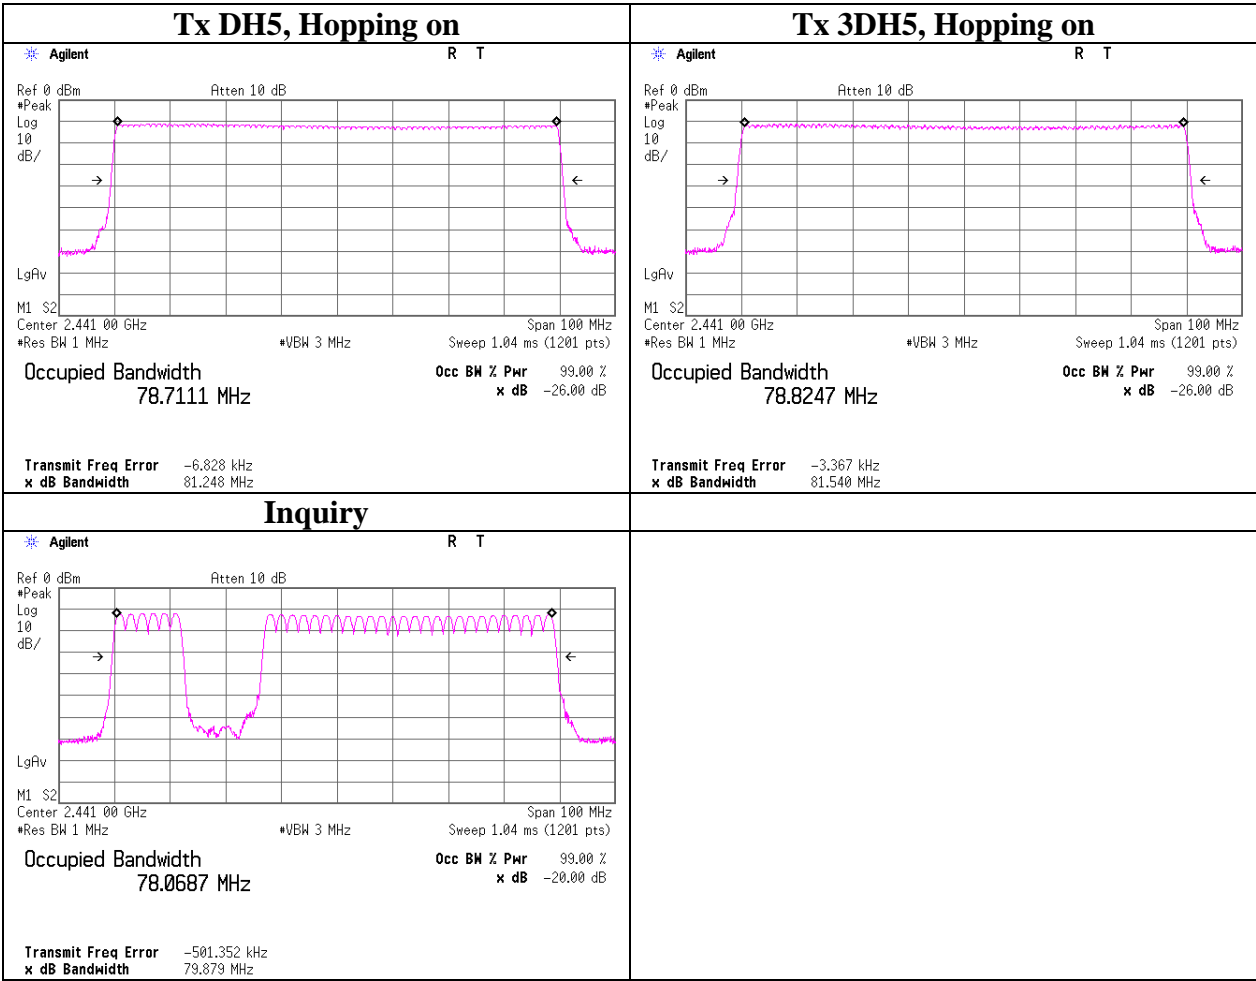 Tx DH5, Hopping on
Agilent R T
Ref 0 dBm Atten 10 dB
#Peak
Log
10
dB/
LgAv
M1 S2
Center 2.441 00 GHz Span 100 MHz
#Res BW 1 MHz #VBW 3 MHz Sweep 1.04 ms (1201 pts)
Occupied Bandwidth Occ BW % Pwr 99.00 %
78.7111 MHz x dB -26.00 dB
Transmit Freq Error -6.828 kHz
x dB Bandwidth 81.248 MHz
Tx 3DH5, Hopping on
Agilent R T
Ref 0 dBm Atten 10 dB
#Peak
Log
10
dB/
LgAv
M1 S2
Center 2.441 00 GHz Span 100 MHz
#Res BW 1 MHz #VBW 3 MHz Sweep 1.04 ms (1201 pts)
Occupied Bandwidth Occ BW % Pwr 99.00 %
78.8247 MHz x dB -26.00 dB
Transmit Freq Error -3.367 kHz
x dB Bandwidth 81.540 MHz
Inquiry
Agilent R T
Ref 0 dBm Atten 10 dB
#Peak
Log
10
dB/
LgAv
M1 S2
Center 2.441 00 GHz Span 100 MHz
#Res BW 1 MHz #VBW 3 MHz Sweep 1.04 ms (1201 pts)
Occupied Bandwidth Occ BW % Pwr 99.00 %
78.0687 MHz x dB -20.00 dB
Transmit Freq Error -501.352 kHz
x dB Bandwidth 79.879 MHz